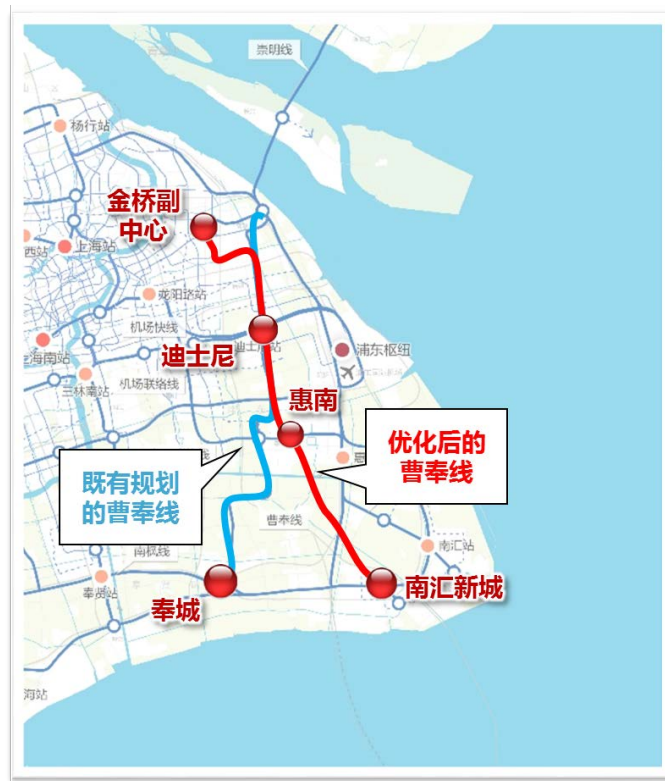 崇明线
杨行站
金桥副
中心
西站
上海站
龙阳路站
机场快线
迪士尼
上海南站
浦东枢纽
三林南站
机场联络线
惠南
优化后的
曹奉线
既有规划
的曹奉线
曹奉线
南枫线
南汇站
奉贤站
奉城
南汇新城
海站